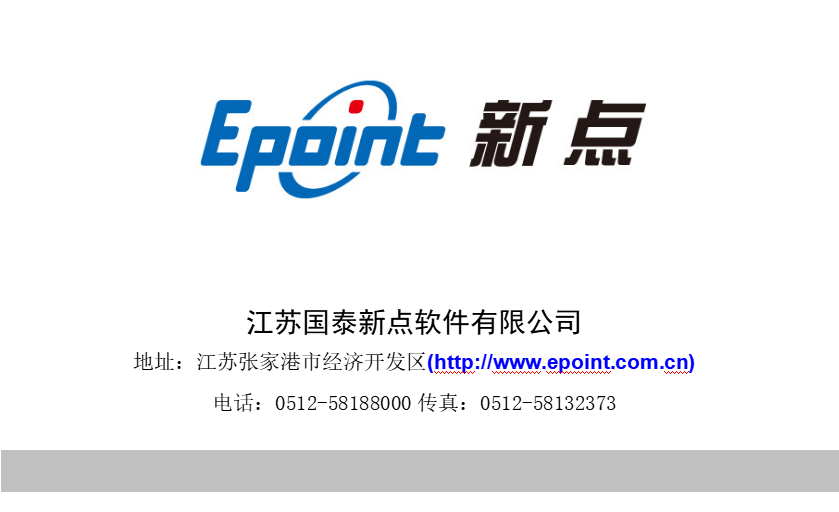 Epoint 新点
江苏国泰新点软件有限公司
地址：江苏张家港市经济开发区(http://www.epoint.com.cn)
电话：0512-58188000 传真：0512-58132373